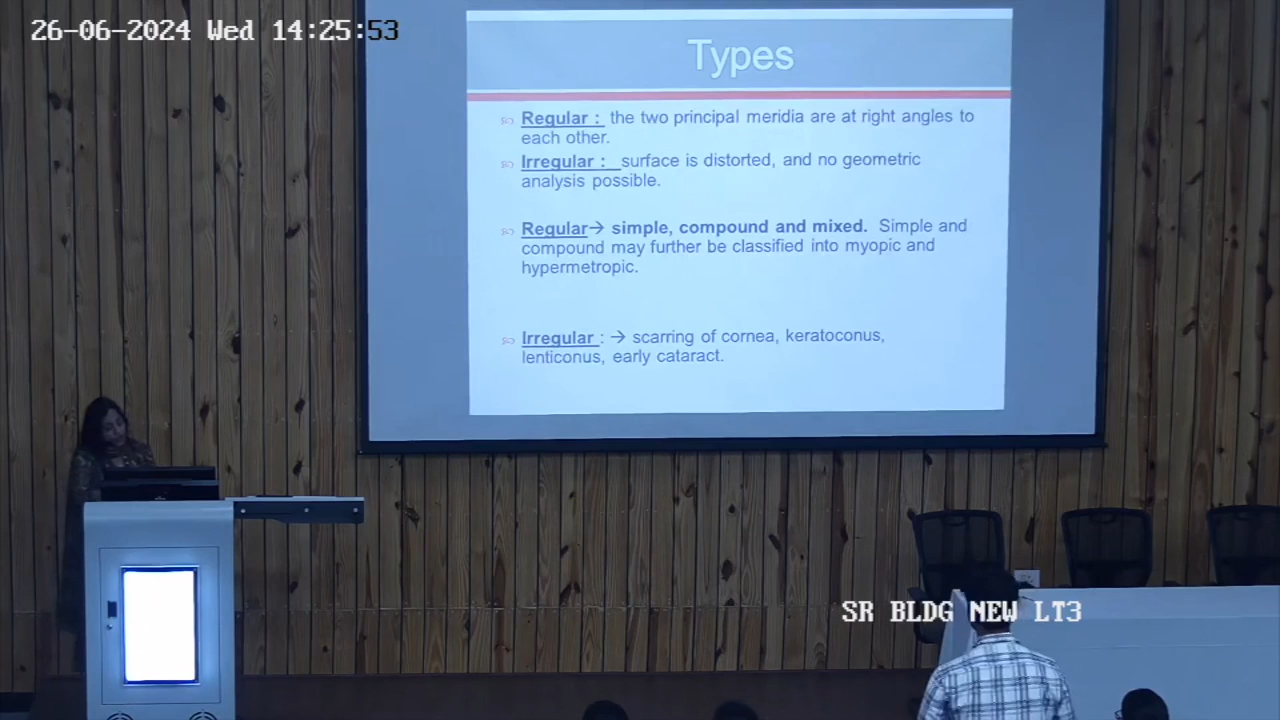 26-06-2024 Wed 14:25:53
Types
Regular : the two principal meridia are at right angles to
each other.
Irregular : surface is distorted, and no geometric
analysis possible.
Regular→ simple, compound and mixed. Simple and
compound may further be classified into myopic and
hypermetropic.
Irregular : → scarring of cornea, keratoconus,
lenticonus, early cataract.
SR BLDG NEW LT3